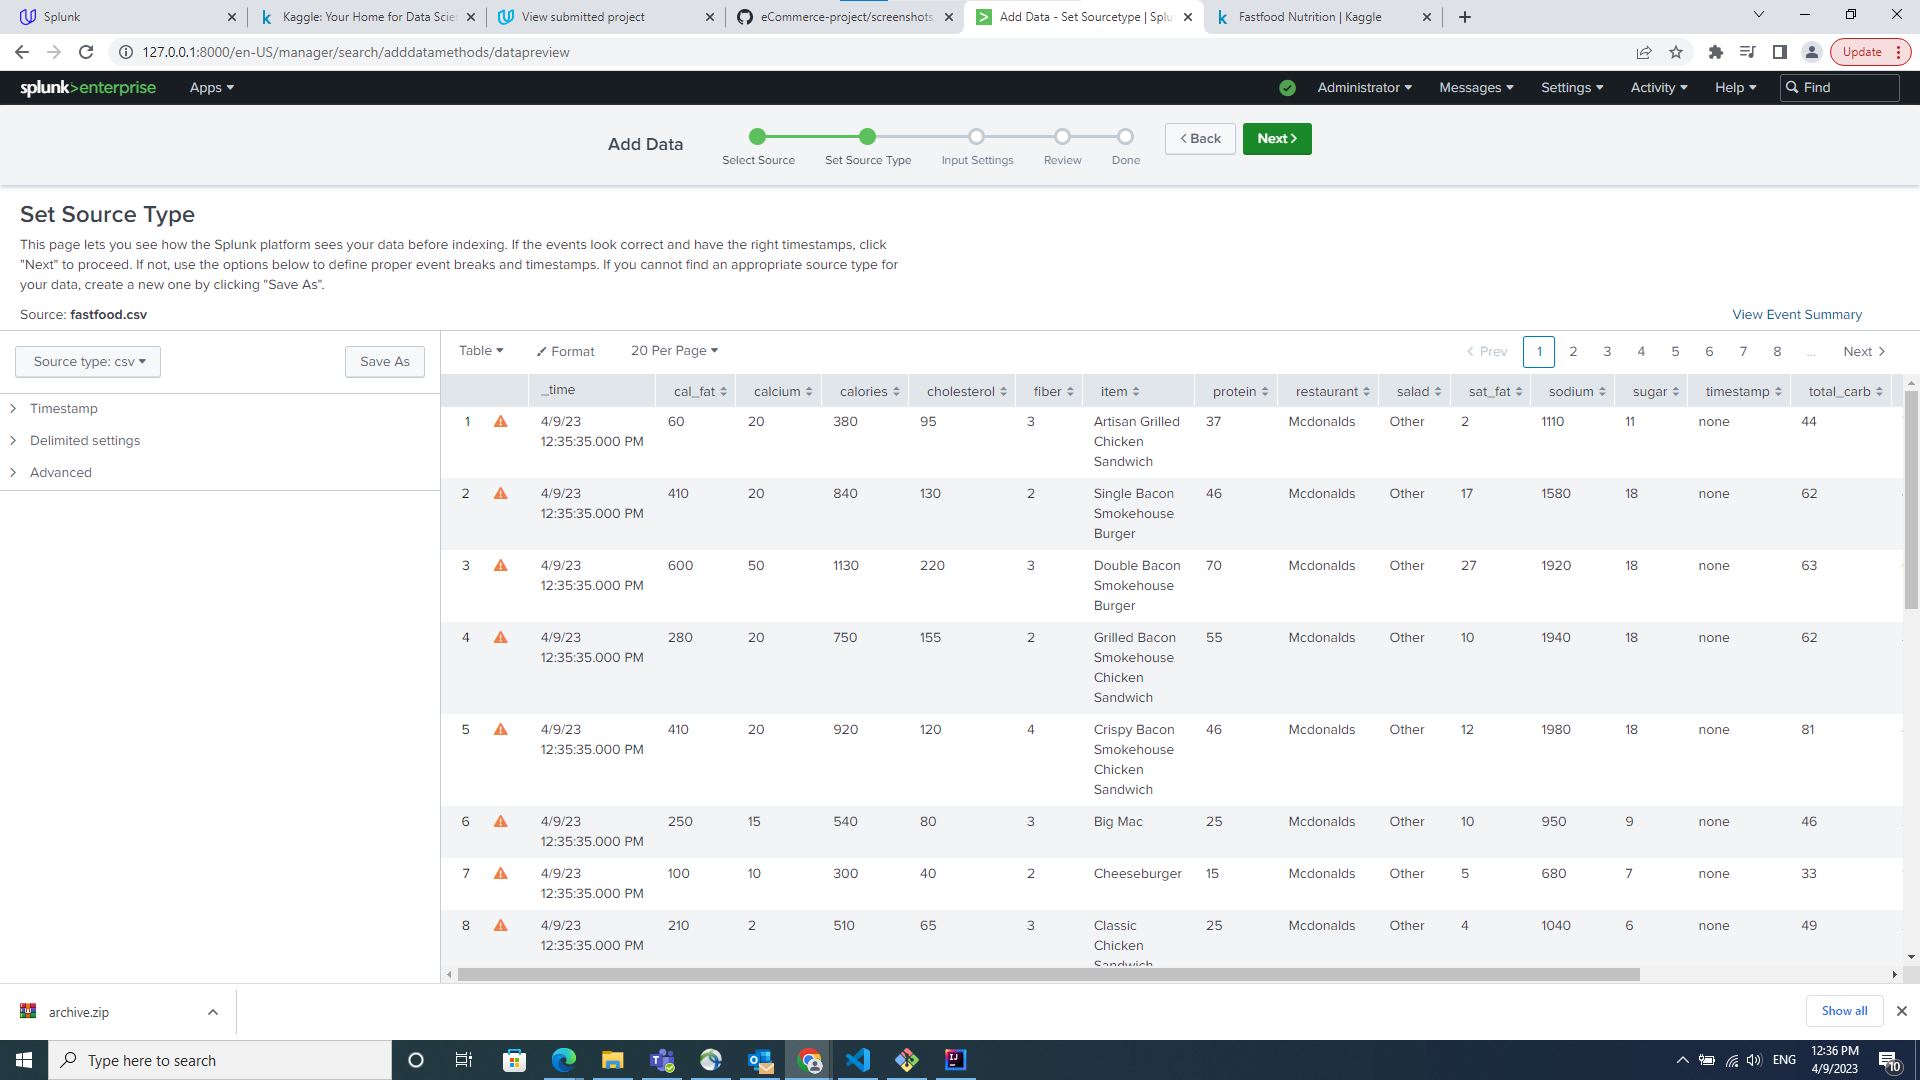 Splunk
Kaggle: Your Home for Data Scien
View submitted project
eCommerce-project/screenshots
Add Data - Set Sourcetype | Splu
Fastfood Nutrition | Kaggle
127.0.0.1:8000/en-US/manager/search/adddatamethods/datapreview
Update
splunk>enterprise
Apps
Administrator
Messages
Settings
Activity
Help
Find
Add Data
Select Source
Set Source Type
Input Settings
Review
Done
Back
Next
Set Source Type
This page lets you see how the Splunk platform sees your data before indexing. If the events look correct and have the right timestamps, click
"Next" to proceed. If not, use the options below to define proper event breaks and timestamps. If you cannot find an appropriate source type for
your data, create a new one by clicking "Save As".
Source: fastfood.csv
View Event Summary
Source type: csv
Save As
Timestamp
Delimited settings
Advanced
Table
Format
20 Per Page
Prev 1 2 3 4 5 6 7 8 ... Next
_time cal_fat calcium calories cholesterol fiber item protein restaurant salad sat_fat sodium sugar timestamp total_carb
1 4/9/23 60 20 380 95 3 Artisan Grilled 37 Mcdonalds Other 2 1110 11 none 44
12:35:35.000 PM Chicken
Sandwich
2 4/9/23 410 20 840 130 2 Single Bacon 46 Mcdonalds Other 17 1580 18 none 62
12:35:35.000 PM Smokehouse
Burger
3 4/9/23 600 50 1130 220 3 Double Bacon 70 Mcdonalds Other 27 1920 18 none 63
12:35:35.000 PM Smokehouse
Burger
4 4/9/23 280 20 750 155 2 Grilled Bacon 55 Mcdonalds Other 10 1940 18 none 62
12:35:35.000 PM Smokehouse
Chicken
Sandwich
5 4/9/23 410 20 920 120 4 Crispy Bacon 46 Mcdonalds Other 12 1980 18 none 81
12:35:35.000 PM Smokehouse
Chicken
Sandwich
6 4/9/23 250 15 540 80 3 Big Mac 25 Mcdonalds Other 10 950 9 none 46
12:35:35.000 PM
7 4/9/23 100 10 300 40 2 Cheeseburger 15 Mcdonalds Other 5 680 7 none 33
12:35:35.000 PM
8 4/9/23 210 2 510 65 3 Classic 25 Mcdonalds Other 4 1040 6 none 49
12:35:35.000 PM Chicken
Sandwich
archive.zip
Show all
Type here to search
ENG
12:36 PM
4/9/2023
10